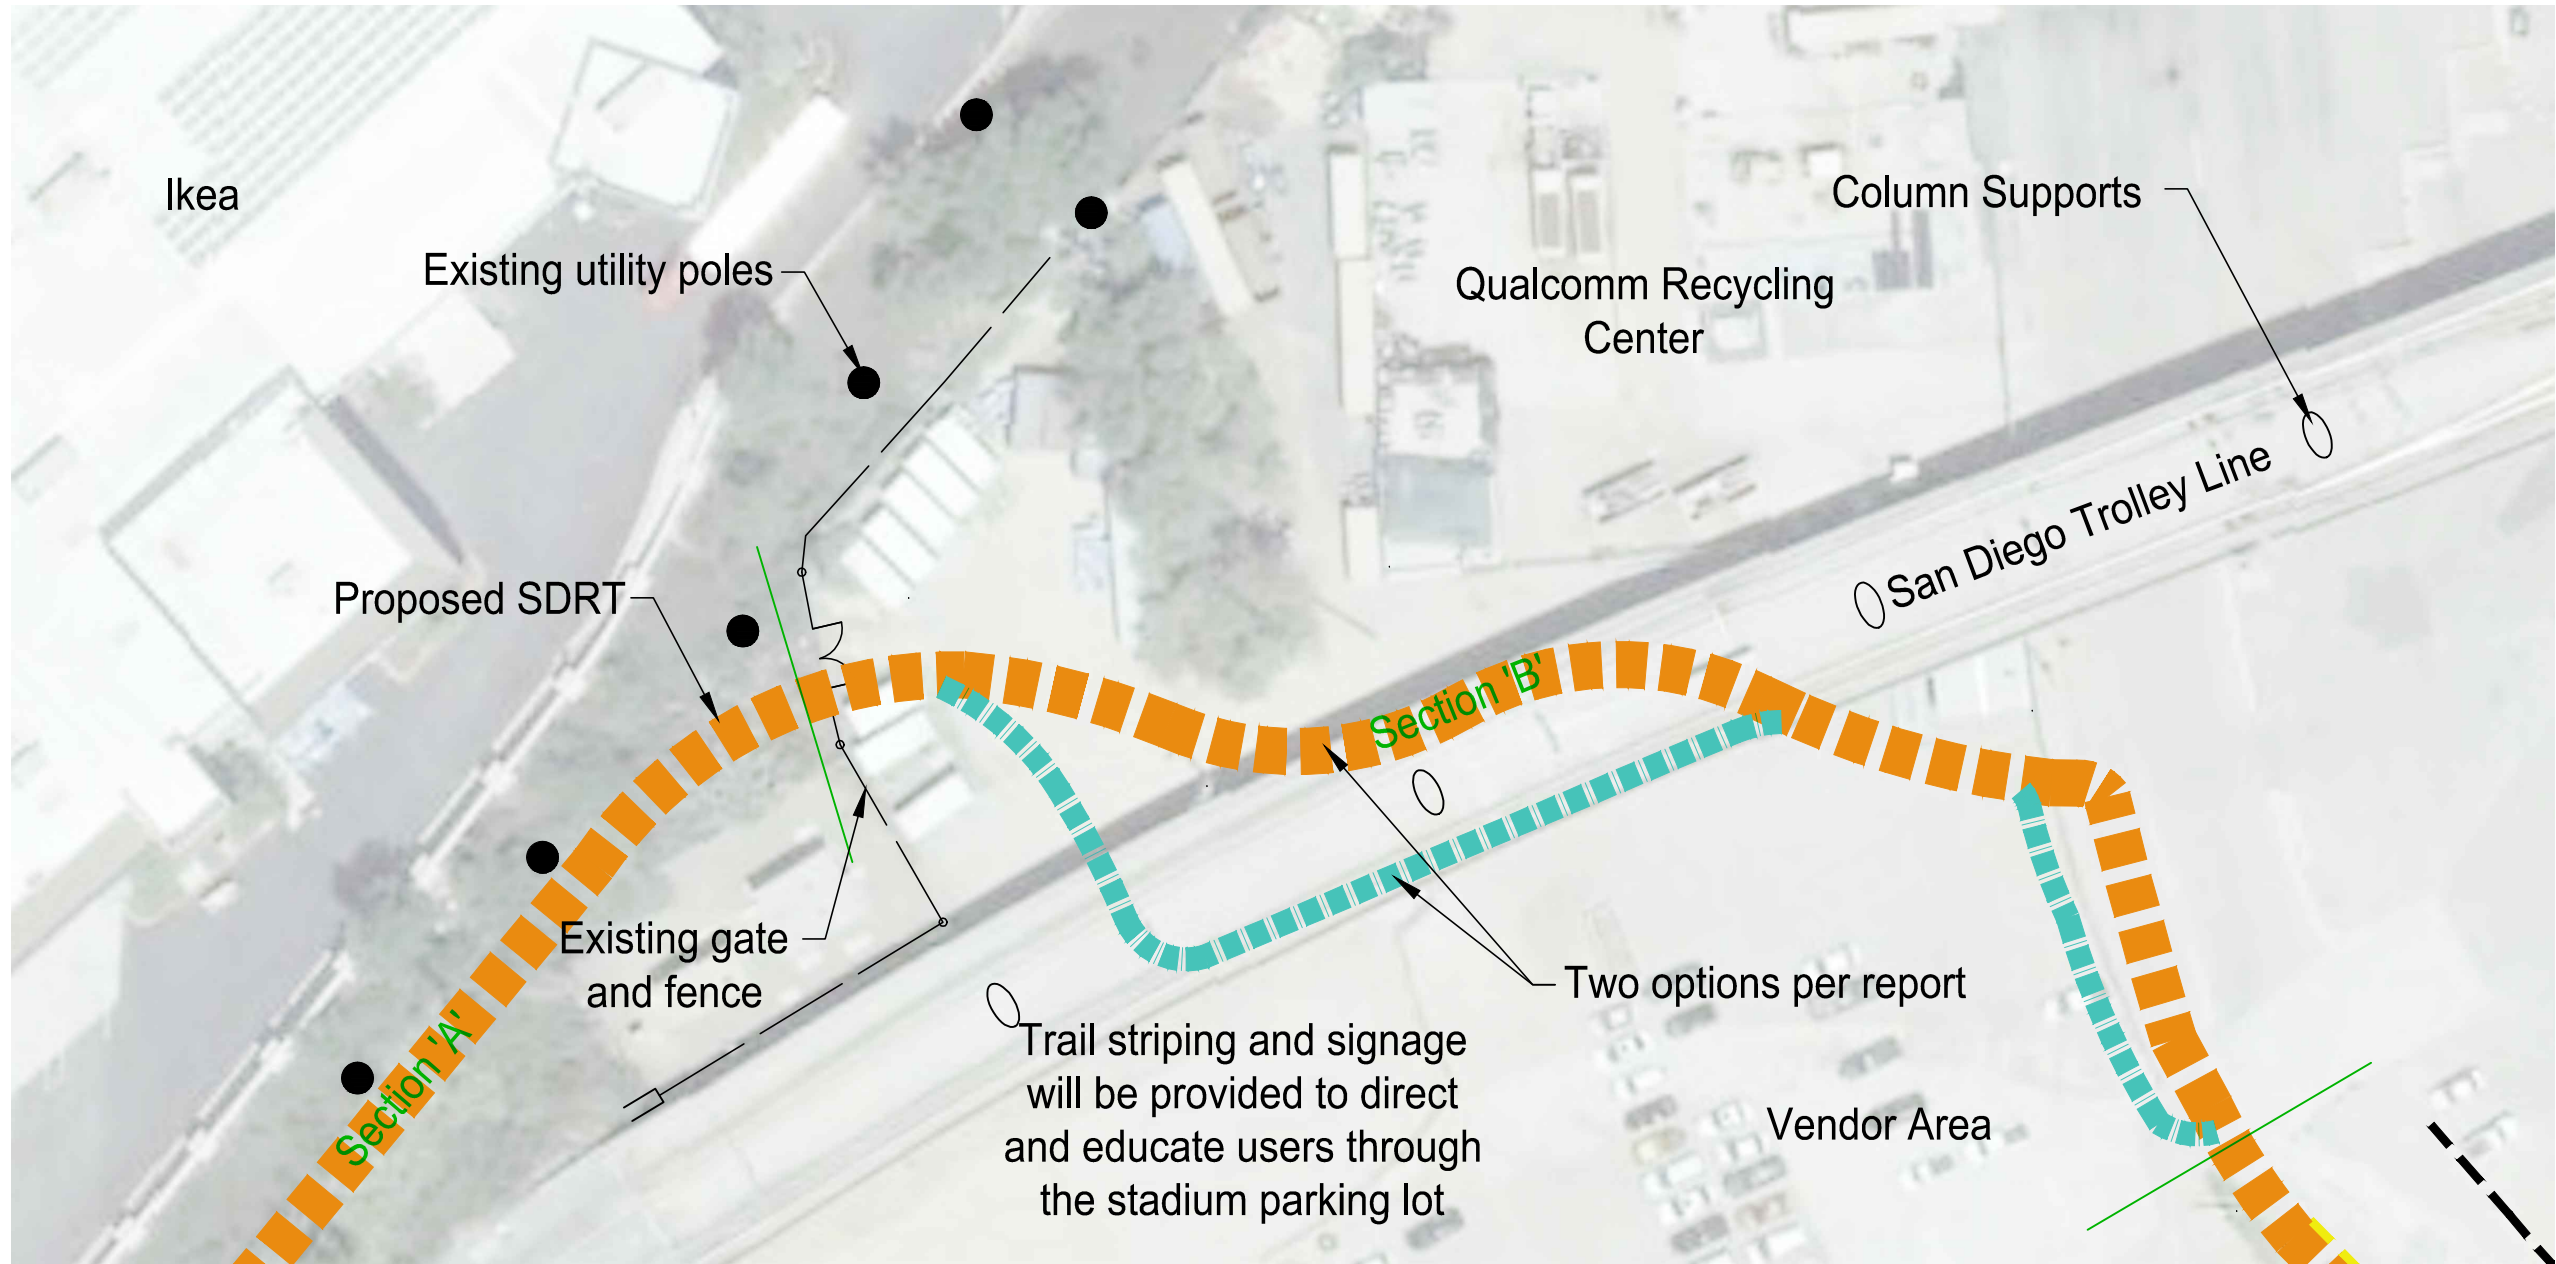 Ikea
Column Supports
Existing utility poles
Qualcomm Recycling
Center
San Diego Trolley Line
Proposed SDRT
Section 'B'
Existing gate
and fence
Two options per report
Section 'A'
Trail striping and signage
will be provided to direct
and educate users through
the stadium parking lot
Vendor Area